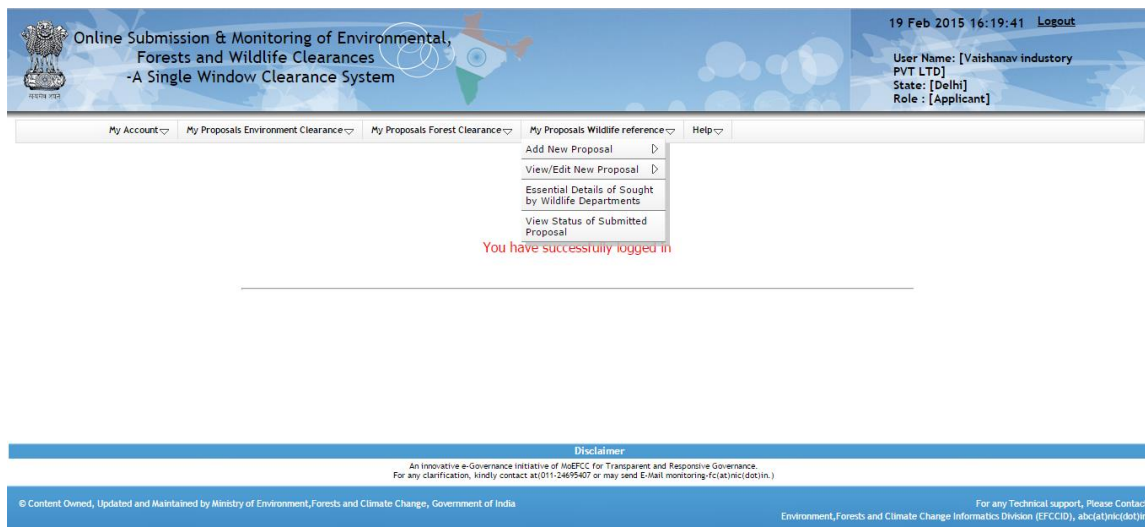 Online Submission & Monitoring of Environmental,
Forests and Wildlife Clearances
-A Single Window Clearance System
सत्यमेव जयते
19 Feb 2015 16:19:41 Logout
User Name: [Vaishanav industory
PVT LTD]
State: [Delhi]
Role : [Applicant]
My Account My Proposals Environment Clearance My Proposals Forest Clearance My Proposals Wildlife reference Help
Add New Proposal
View/Edit New Proposal
Essential Details of Sought
by Wildlife Departments
View Status of Submitted
Proposal
You have successfully logged in
Disclaimer
An innovative e-Governance initiative of MoEFCC for Transparent and Responsive Governance.
For any clarification, kindly contact at(011-24695407 or may send E-Mail monitoring-fc(at)nic(dot)in.)
© Content Owned, Updated and Maintained by Ministry of Environment,Forests and Climate Change, Government of India
For any Technical support, Please Contact
Environment,Forests and Climate Change Informatics Division (EFCCID), abc(at)nic(dot)in